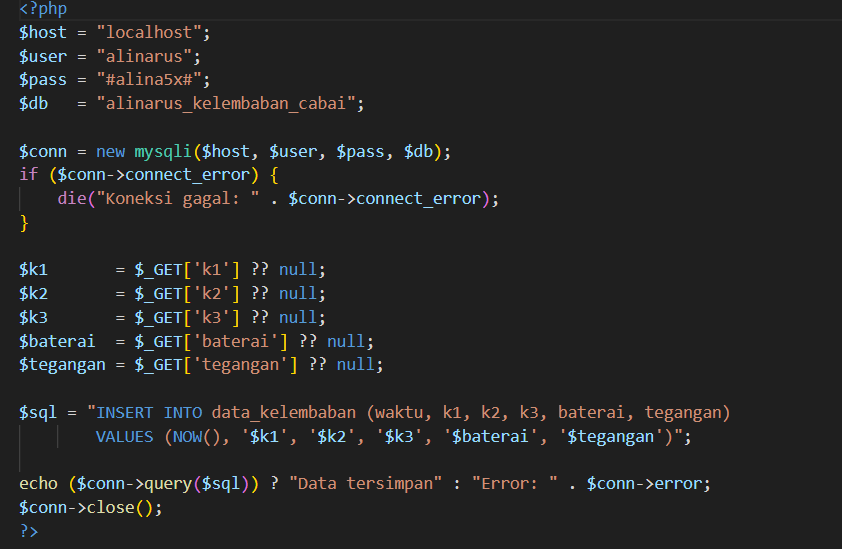 <?php
$host = "localhost";
$user = "alinarus";
$pass = "#alina5x#";
$db   = "alinarus_kelembaban_cabai";
$conn = new mysqli($host, $user, $pass, $db);
if ($conn->connect_error) {
    die("Koneksi gagal: " . $conn->connect_error);
}
$k1       = $_GET['k1'] ?? null;
$k2       = $_GET['k2'] ?? null;
$k3       = $_GET['k3'] ?? null;
$baterai  = $_GET['baterai'] ?? null;
$tegangan = $_GET['tegangan'] ?? null;
$sql = "INSERT INTO data_kelembaban (waktu, k1, k2, k3, baterai, tegangan)
        VALUES (NOW(), '$k1', '$k2', '$k3', '$baterai', '$tegangan')";
echo ($conn->query($sql)) ? "Data tersimpan" : "Error: " . $conn->error;
$conn->close();
?>